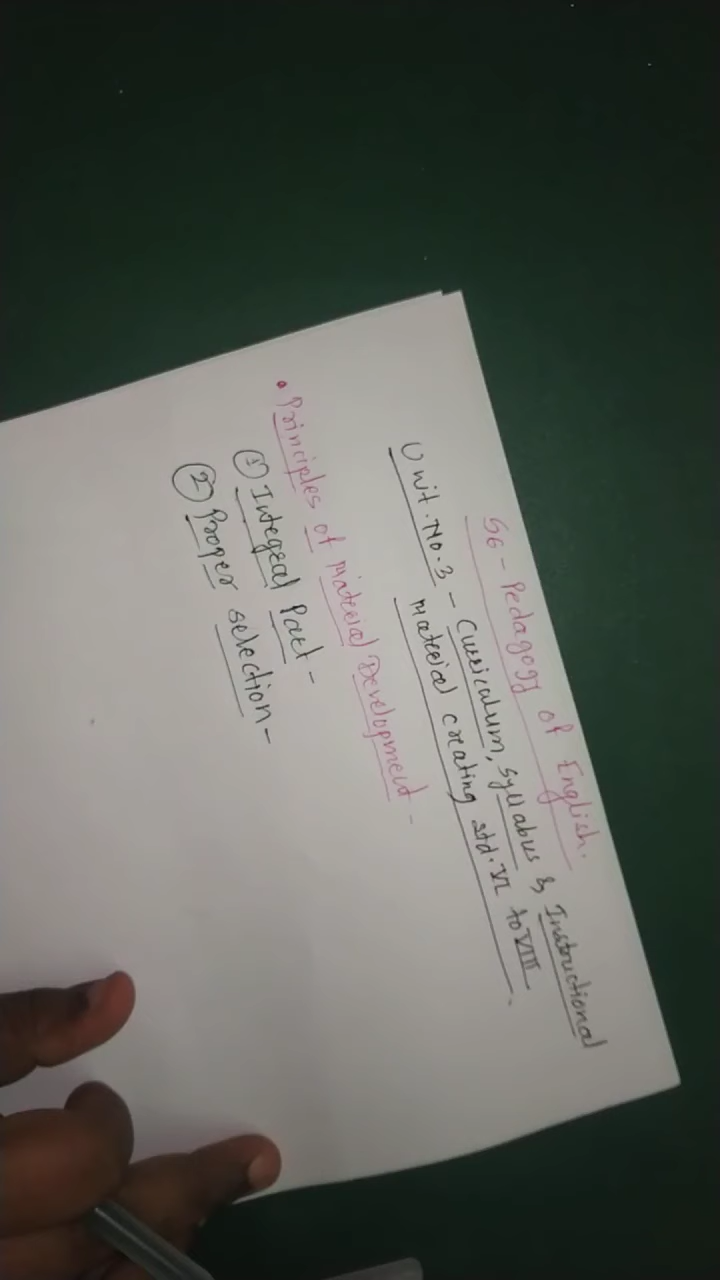 S6 - Pedagogy of English.
Unit. No. 3 - Curriculum, Syllabus & Instructional
Material creating std. VI to VIII.
• Principles of Material Development -
① Integral Part -
② Proper selection -